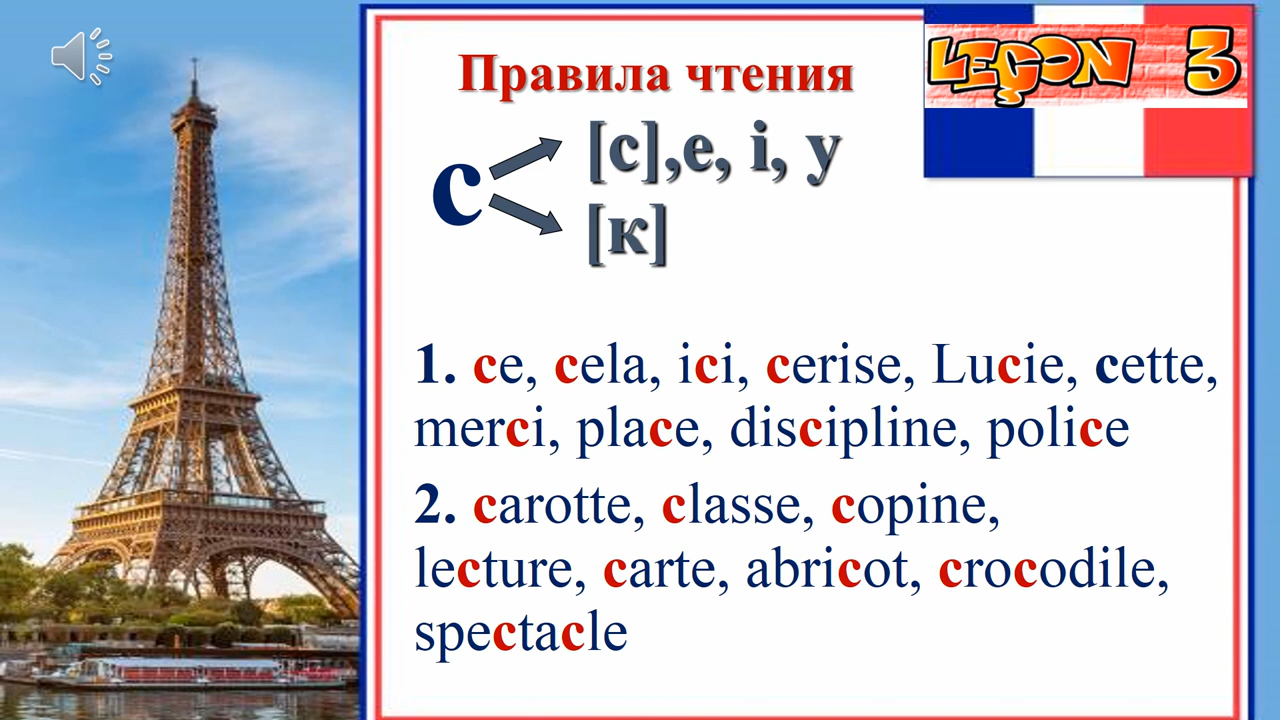 LEÇON 3
Правила чтения
с [с],e, i, y
[к]
1. ce, cela, ici, cerise, Lucie, cette,
merci, place, discipline, police
2. carotte, classe, copine,
lecture, carte, abricot, crocodile,
spectacle